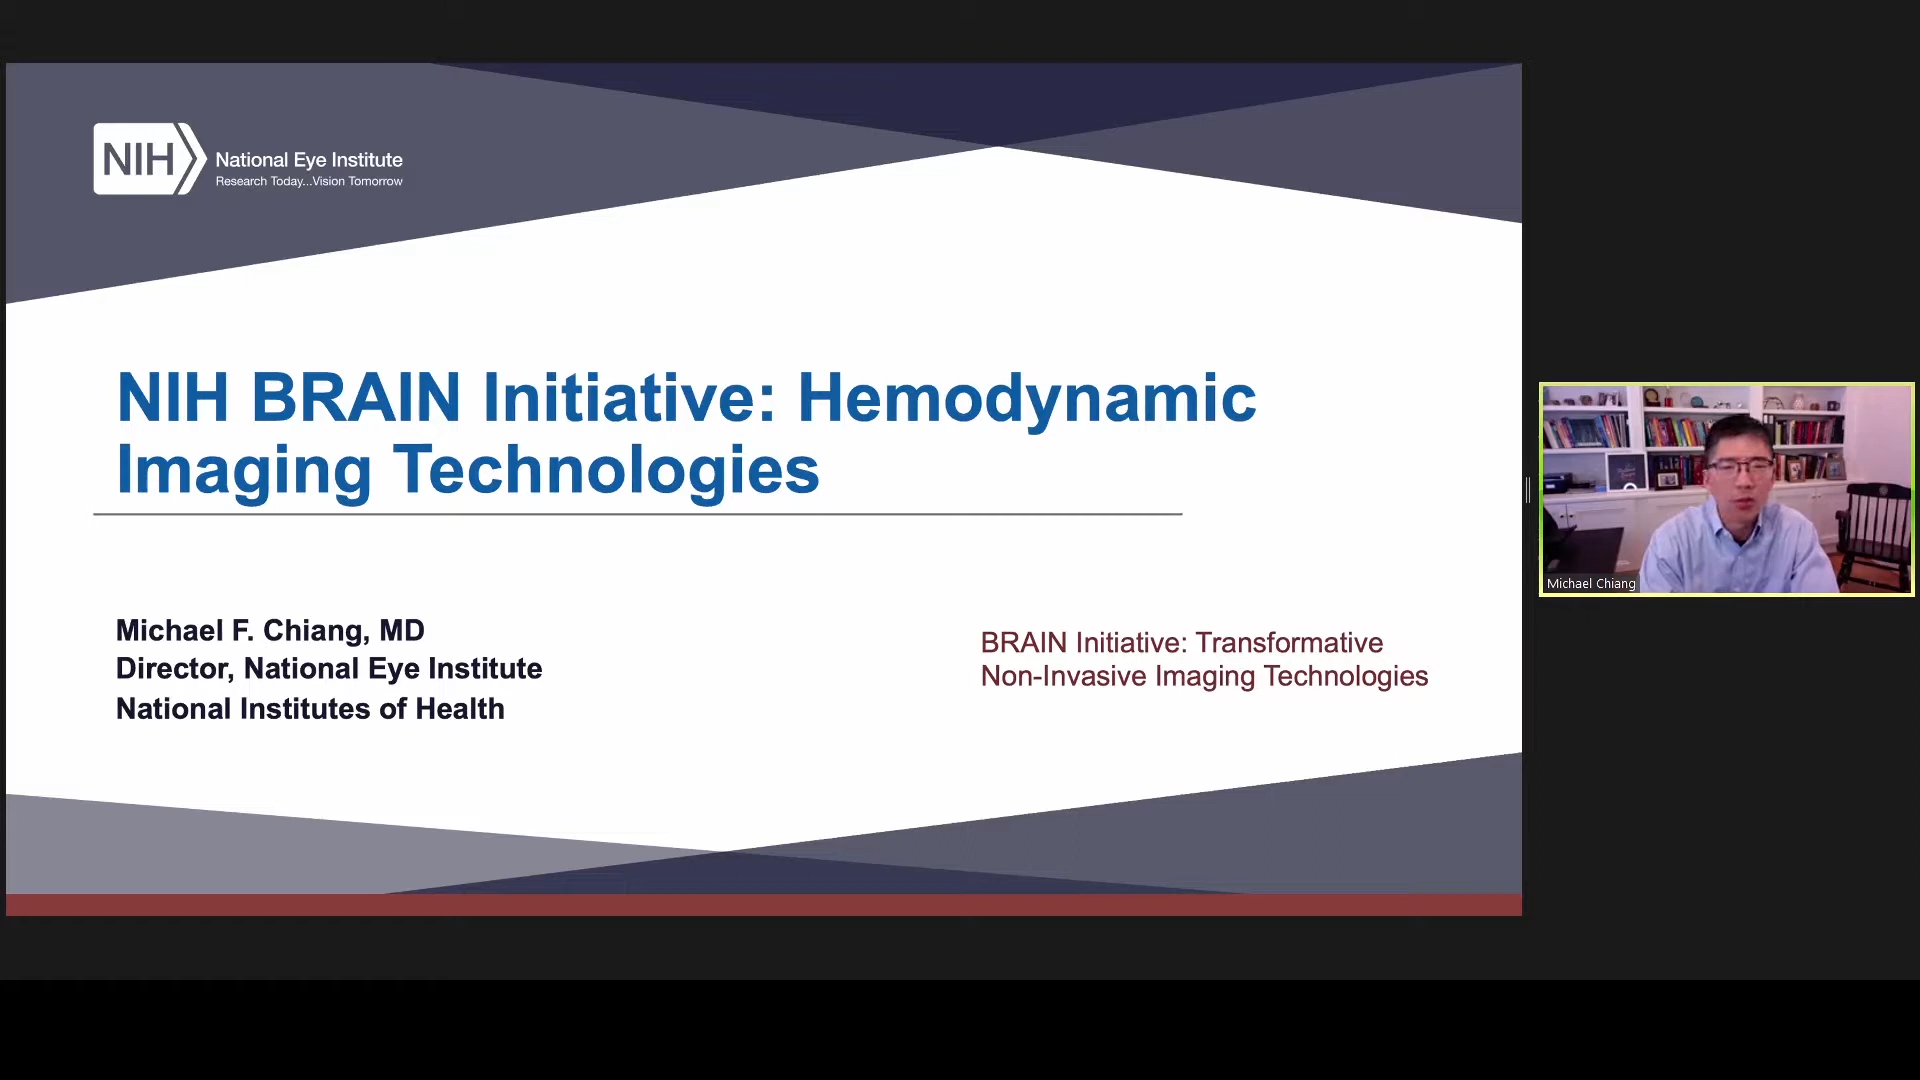 NIH
National Eye Institute
Research Today...Vision Tomorrow
NIH BRAIN Initiative: Hemodynamic
Imaging Technologies
Michael F. Chiang, MD
Director, National Eye Institute
National Institutes of Health
BRAIN Initiative: Transformative
Non-Invasive Imaging Technologies
Michael Chiang